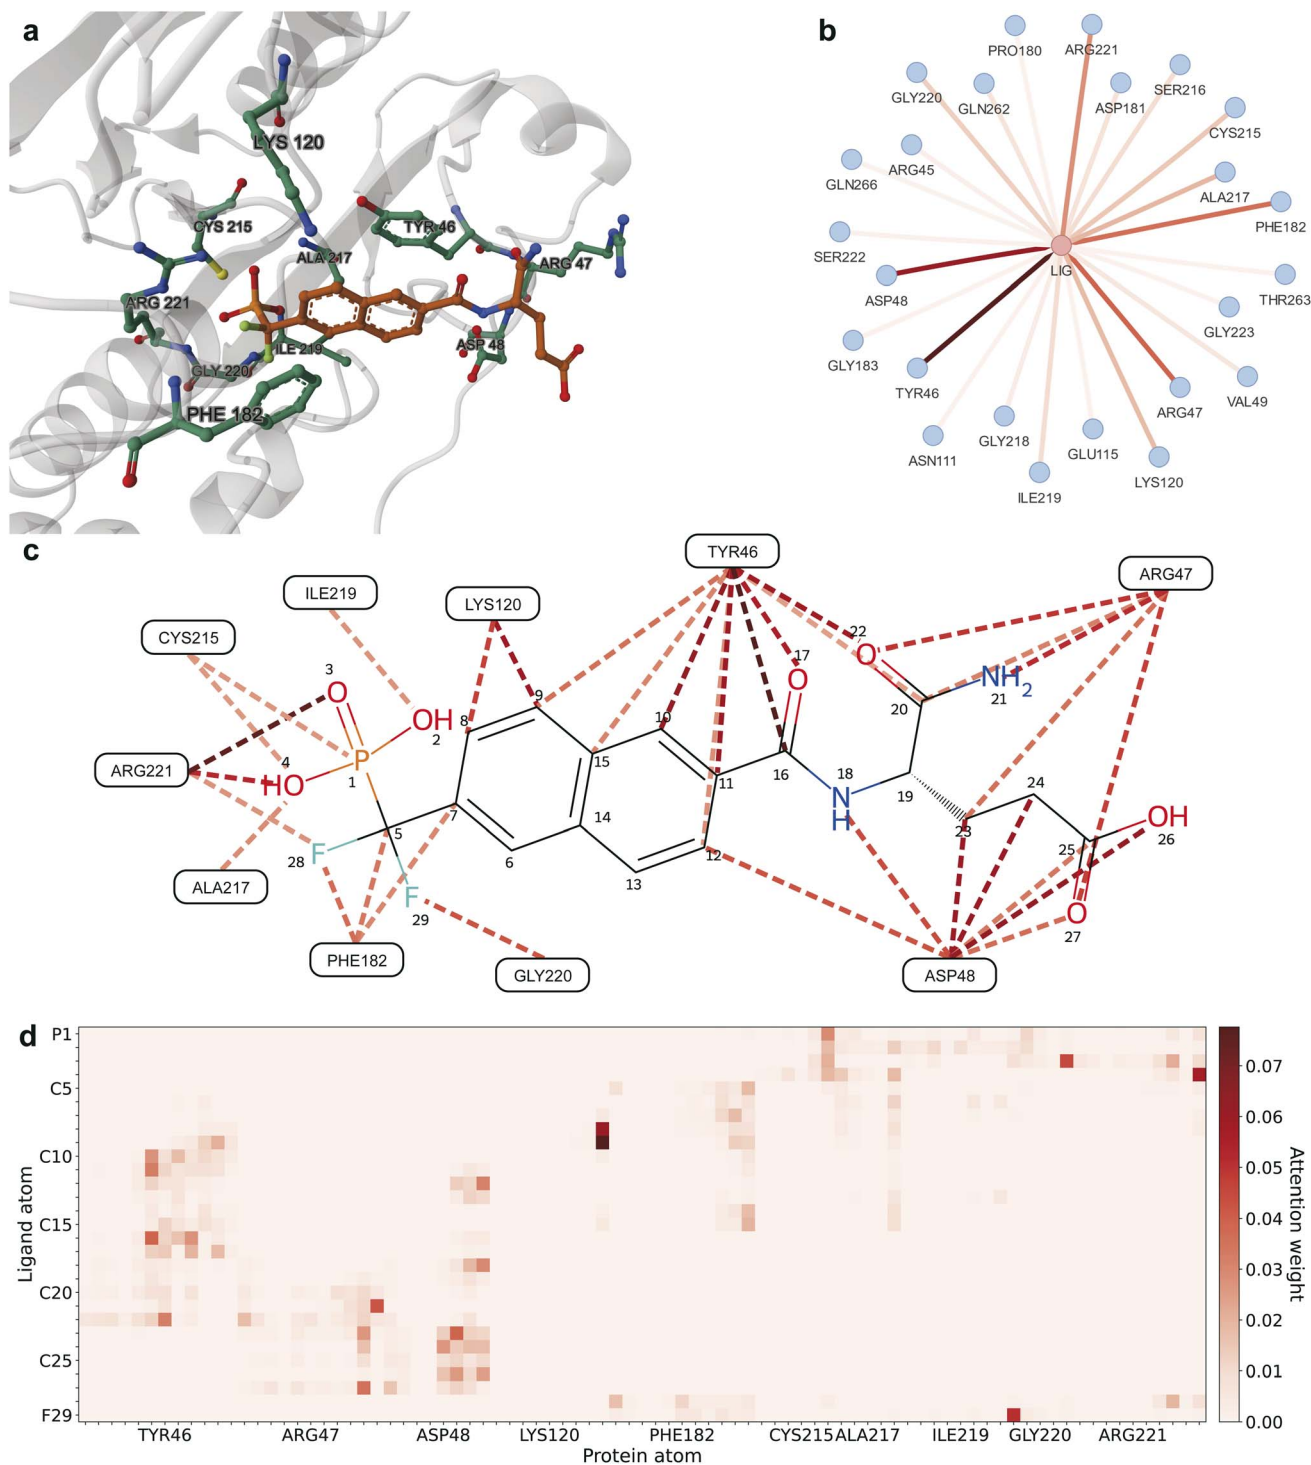 a
LYS 120
CYS 215
TYR 46
ALA 217
ARG 47
ARG 221
ILE 219
ASP 48
GLY 220
PHE 182
b
PRO180
ARG221
GLY220
GLN262
ASP181
SER216
CYS215
ARG45
GLN266
ALA217
PHE182
SER222
LIG
ASP48
THR263
GLY223
GLY183
TYR46
VAL49
ARG47
GLY218
GLU115
ASN111
LYS120
ILE219
c
TYR46
ARG47
ILE219
LYS120
CYS215
22
O
17
O
3
O
NH2
21
20
9
8
OH
2
10
ARG221
4
HO
P
1
15
11
16
18
N
H
19
24
7
14
23
OH
26
5
28
F
6
12
25
13
ALA217
F
29
O
27
PHE182
GLY220
ASP48
d
P1
C5
C10
C15
C20
C25
F29
Ligand atom
TYR46 ARG47 ASP48 LYS120 PHE182 CYS215 ALA217 ILE219 GLY220 ARG221
Protein atom
0.07
0.06
0.05
0.04
0.03
0.02
0.01
0.00
Attention weight